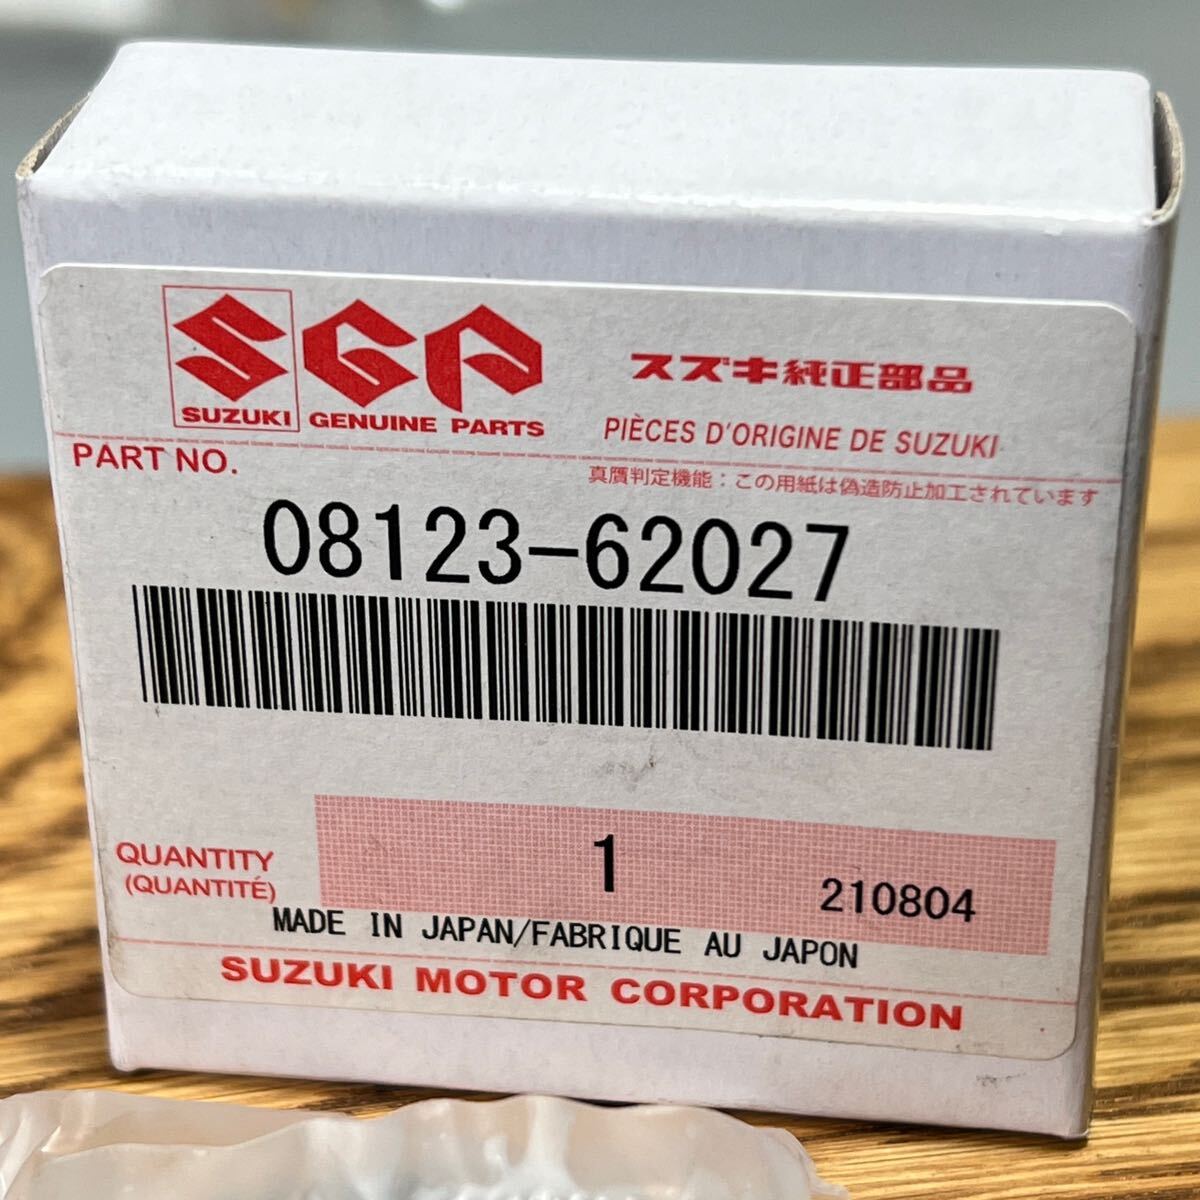 SGP
SUZUKI GENUINE PARTS
スズキ純正部品
PIÈCES D'ORIGINE DE SUZUKI
PART NO.
真贋判定機能：この用紙は偽造防止加工されています
08123-62027
QUANTITY
(QUANTITÉ)
1
210804
MADE IN JAPAN/FABRIQUE AU JAPON
SUZUKI MOTOR CORPORATION